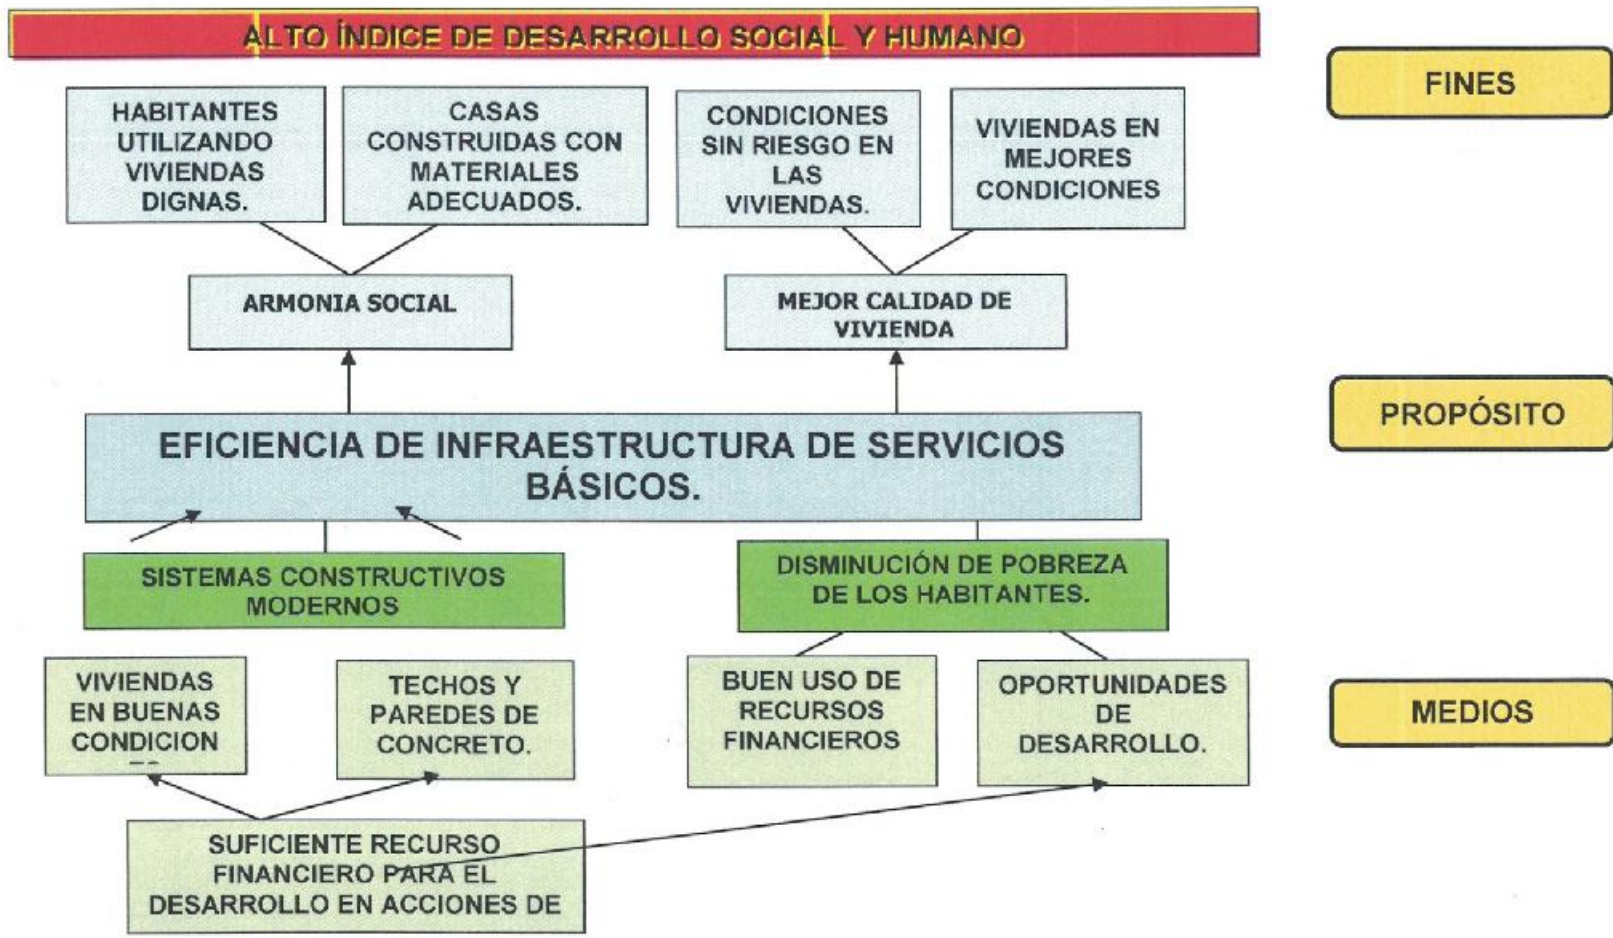 ALTO ÍNDICE DE DESARROLLO SOCIAL Y HUMANO
FINES
HABITANTES
UTILIZANDO
VIVIENDAS
DIGNAS.
CASAS
CONSTRUIDAS CON
MATERIALES
ADECUADOS.
CONDICIONES
SIN RIESGO EN
LAS
VIVIENDAS.
VIVIENDAS EN
MEJORES
CONDICIONES
ARMONIA SOCIAL
MEJOR CALIDAD DE
VIVIENDA
PROPÓSITO
EFICIENCIA DE INFRAESTRUCTURA DE SERVICIOS
BÁSICOS.
SISTEMAS CONSTRUCTIVOS
MODERNOS
DISMINUCIÓN DE POBREZA
DE LOS HABITANTES.
MEDIOS
VIVIENDAS
EN BUENAS
CONDICION
TECHOS Y
PAREDES DE
CONCRETO.
BUEN USO DE
RECURSOS
FINANCIEROS
OPORTUNIDADES
DE
DESARROLLO.
SUFICIENTE RECURSO
FINANCIERO PARA EL
DESARROLLO EN ACCIONES DE